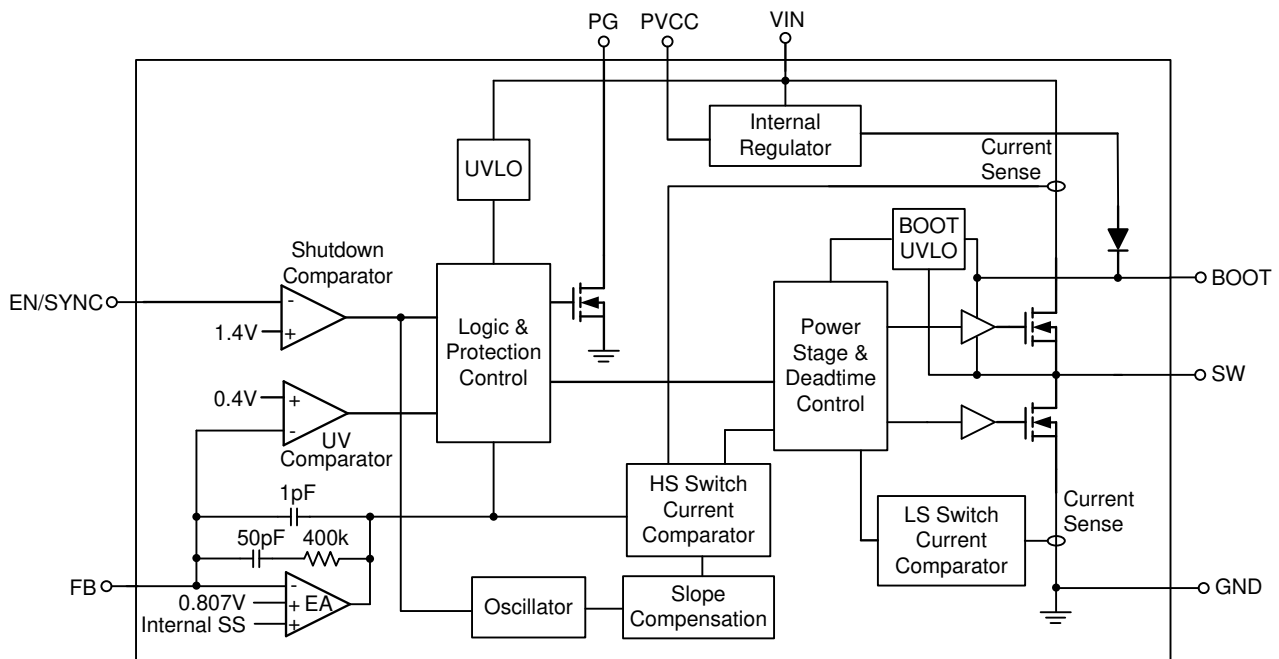 PG
PVCC
VIN
Internal
Regulator
Current
Sense
UVLO
BOOT
UVLO
Shutdown
Comparator
EN/SYNC
-
+
1.4V
BOOT
Logic &
Protection
Control
Power
Stage &
Deadtime
Control
SW
0.4V
+
-
UV
Comparator
1pF
50pF
400k
HS Switch
Current
Comparator
LS Switch
Current
Comparator
Current
Sense
FB
-
0.807V
+
EA
Internal SS
+
Oscillator
Slope
Compensation
GND